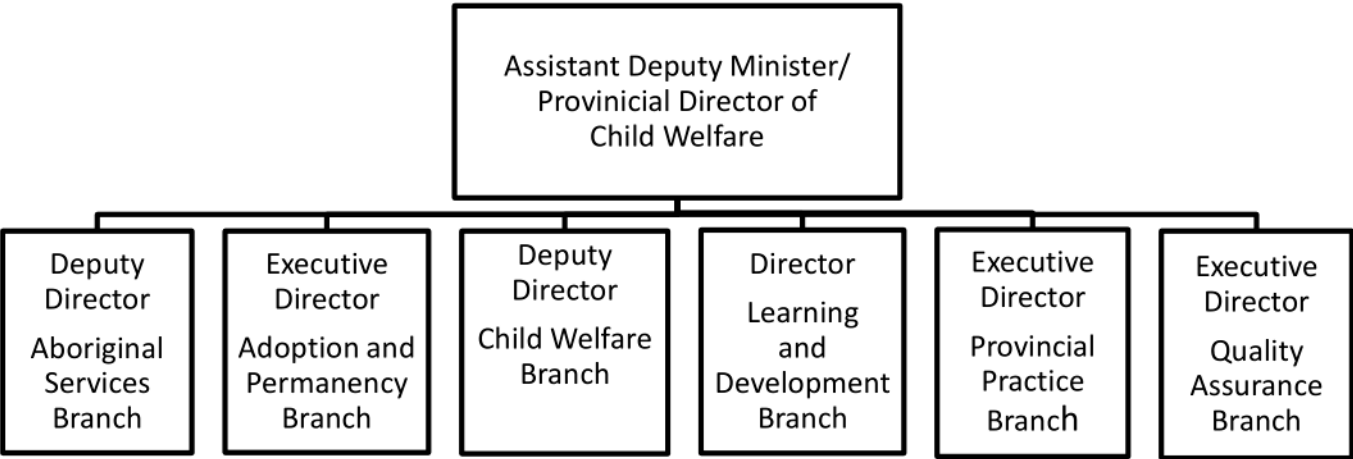 Assistant Deputy Minister/
Provinicial Director of
Child Welfare
Deputy
Director
Aboriginal
Services
Branch
Executive
Director
Adoption and
Permanency
Branch
Deputy
Director
Child Welfare
Branch
Director
Learning
and
Development
Branch
Executive
Director
Provincial
Practice
Branch
Executive
Director
Quality
Assurance
Branch